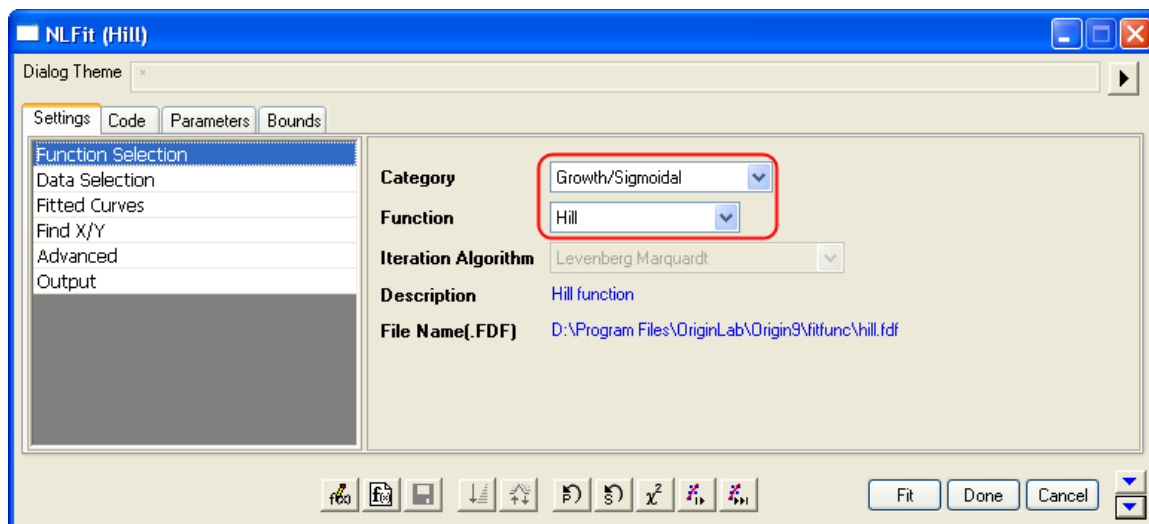 NLFit (Hill)
Dialog Theme *
Settings Code Parameters Bounds
Function Selection
Data Selection
Fitted Curves
Find X/Y
Advanced
Output
Category Growth/Sigmoidal
Function Hill
Iteration Algorithm Levenberg Marquardt
Description Hill function
File Name(.FDF) D:\Program Files\OriginLab\Origin9\fitfunc\hill.fdf
Fit Done Cancel